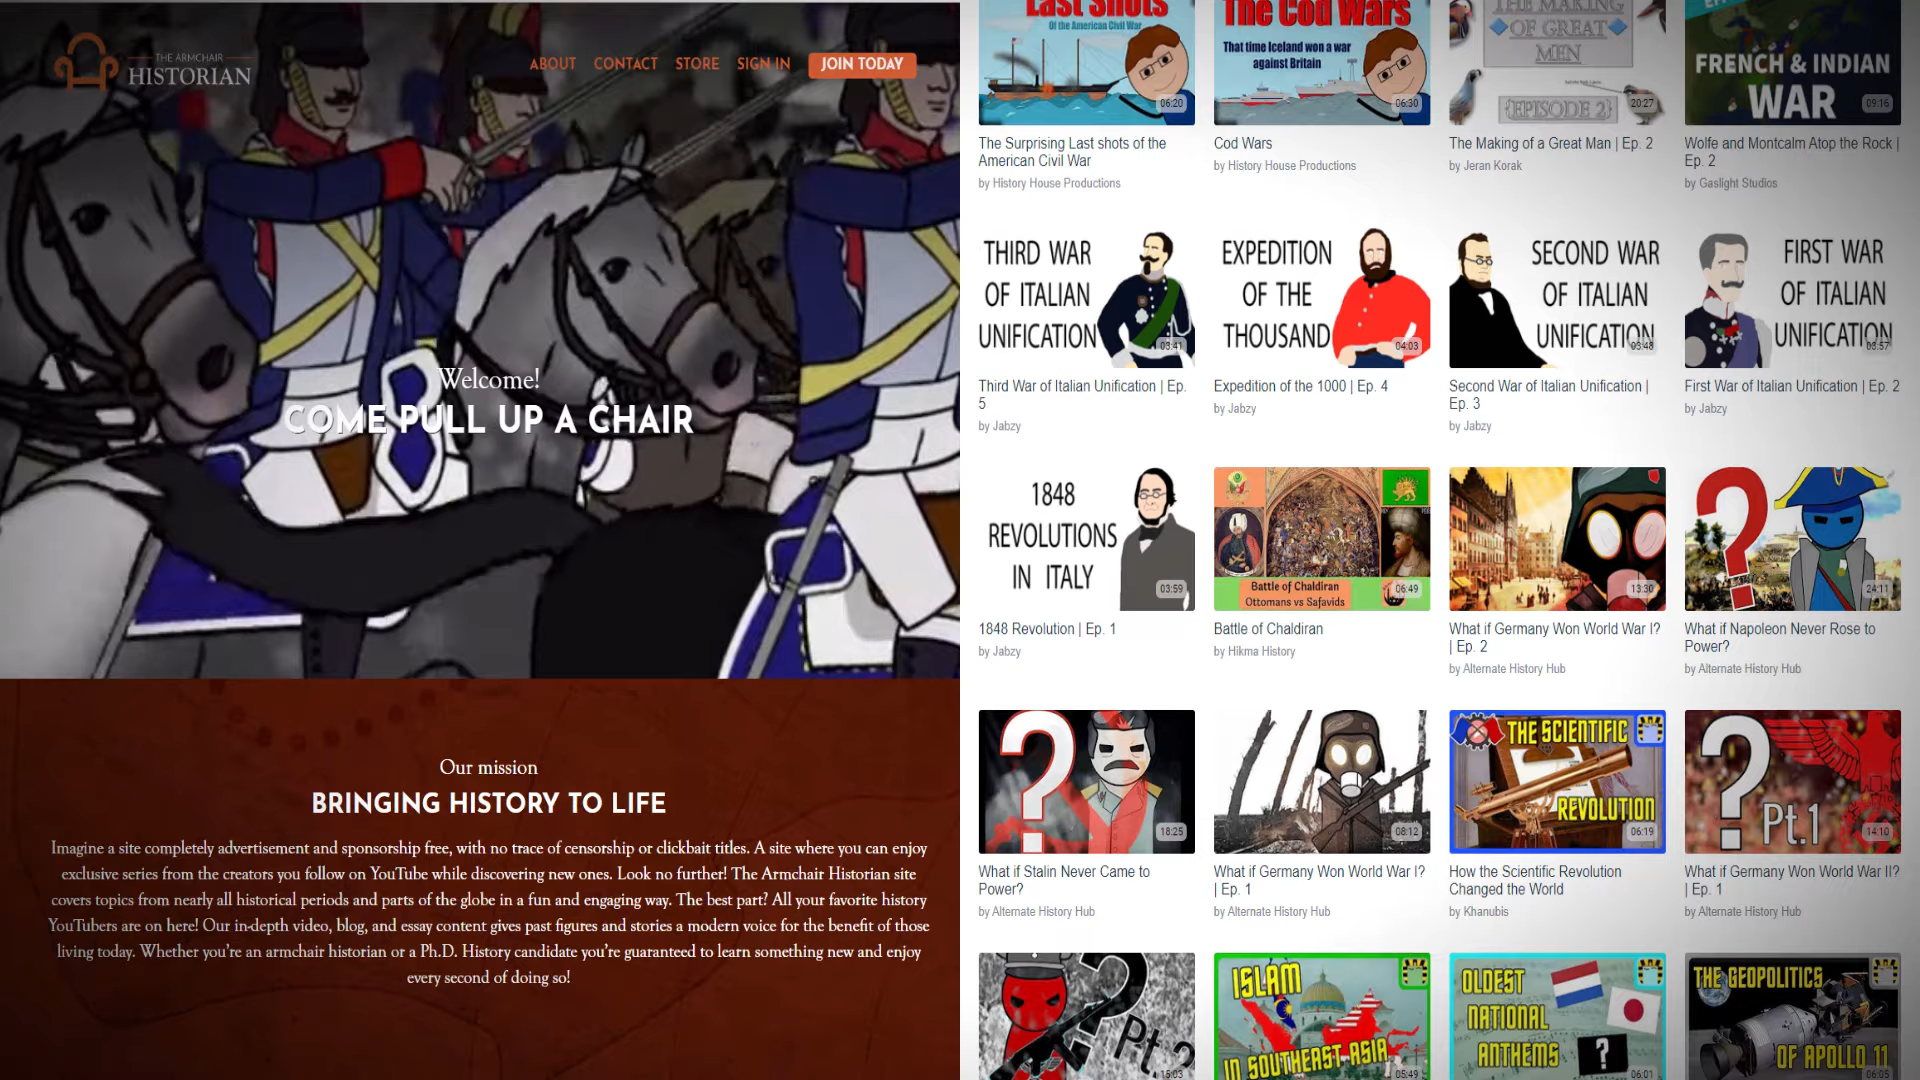 THE ARMCHAIR
HISTORIAN
ABOUT
CONTACT
STORE
SIGN IN
JOIN TODAY
Welcome!
COME PULL UP A CHAIR
Our mission
BRINGING HISTORY TO LIFE
Imagine a site completely advertisement and sponsorship free, with no trace of censorship or clickbait titles. A site where you can enjoy
exclusive series from the creators you follow on YouTube while discovering new ones. Look no further! The Armchair Historian site
covers topics from nearly all historical periods and parts of the globe in a fun and engaging way. The best part? All your favorite history
YouTubers are on here! Our in-depth video, blog, and essay content gives past figures and stories a modern voice for the benefit of those
living today. Whether you're an armchair historian or a Ph.D. History candidate you're guaranteed to learn something new and enjoy
every second of doing so!
Last Shots
Of the American Civil War
06:20
The Surprising Last shots of the
American Civil War
by History House Productions
The Cod Wars
That time Iceland won a war
against Britain
06:30
Cod Wars
by History House Productions
THE MAKING
OF GREAT
MEN
{EPISODE 2}
20:27
The Making of a Great Man | Ep. 2
by Jeran Korak
FRENCH & INDIAN
WAR
09:16
Wolfe and Montcalm Atop the Rock |
Ep. 2
by Gaslight Studios
THIRD WAR
OF ITALIAN
UNIFICATION
03:41
Third War of Italian Unification | Ep.
5
by Jabzy
EXPEDITION
OF THE
THOUSAND
04:03
Expedition of the 1000 | Ep. 4
by Jabzy
SECOND WAR
OF ITALIAN
UNIFICATION
03:48
Second War of Italian Unification |
Ep. 3
by Jabzy
FIRST WAR
OF ITALIAN
UNIFICATION
03:57
First War of Italian Unification | Ep. 2
by Jabzy
1848
REVOLUTIONS
IN ITALY
03:59
1848 Revolution | Ep. 1
by Jabzy
Battle of Chaldiran
Ottomans vs Safavids
06:49
Battle of Chaldiran
by Hikma History
13:30
What if Germany Won World War I?
| Ep. 2
by Alternate History Hub
?
24:11
What if Napoleon Never Rose to
Power?
by Alternate History Hub
?
18:25
What if Stalin Never Came to
Power?
by Alternate History Hub
08:12
What if Germany Won World War I?
| Ep. 1
by Alternate History Hub
THE SCIENTIFIC
REVOLUTION
06:19
How the Scientific Revolution
Changed the World
by Khanubis
?
Pt.1
14:10
What if Germany Won World War II?
| Ep. 1
by Alternate History Hub
?
Pt.2
15:03
ISLAM
IN SOUTHEAST ASIA
05:49
OLDEST
NATIONAL
ANTHEMS
?
06:01
THE GEOPOLITICS
OF APOLLO 11
06:05